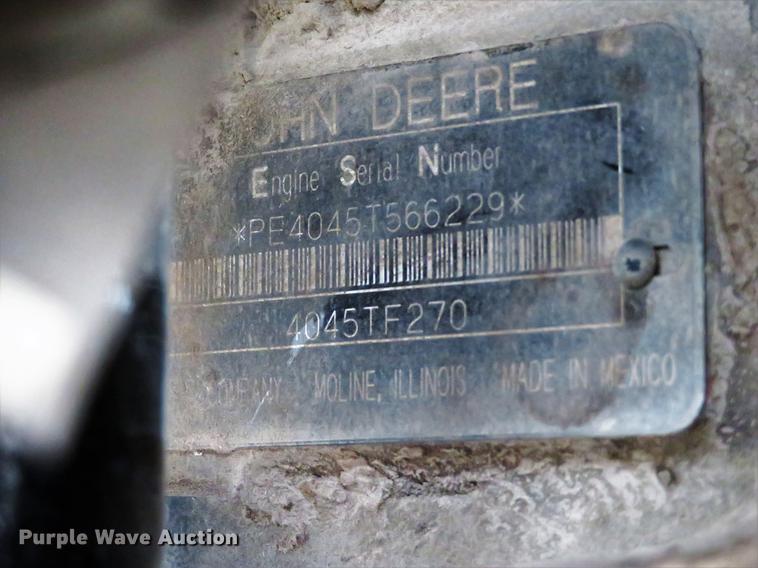 JOHN DEERE
Engine Serial Number
*PE4045T566229*
4045TF270
COMPANY MOLINE, ILLINOIS MADE IN MEXICO
Purple Wave Auction